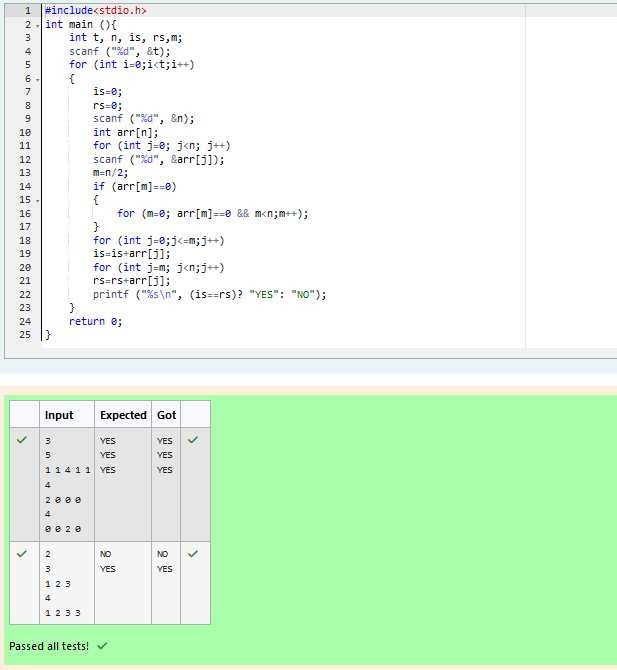 1 #include<stdio.h>
2 int main (){
3 int t, n, is, rs,m;
4 scanf ("%d", &t);
5 for (int i=0;i<t;i++)
6 {
7 is=0;
8 rs=0;
9 scanf ("%d", &n);
10 int arr[n];
11 for (int j=0; j<n; j++)
12 scanf ("%d", &arr[j]);
13 m=n/2;
14 if (arr[m]==0)
15 {
16 for (m=0; arr[m]==0 && m<n;m++);
17 }
18 for (int j=0;j<=m;j++)
19 is=is+arr[j];
20 for (int j=m; j<n;j++)
21 rs=rs+arr[j];
22 printf ("%s\n", (is==rs)? "YES": "NO");
23 }
24 return 0;
25 }
Input Expected Got
3 YES YES
5 YES YES
1 1 4 1 1 YES YES
4
2 0 0 0
4
0 0 2 0
2 NO NO
3 YES YES
1 2 3
4
1 2 3 3
Passed all tests!